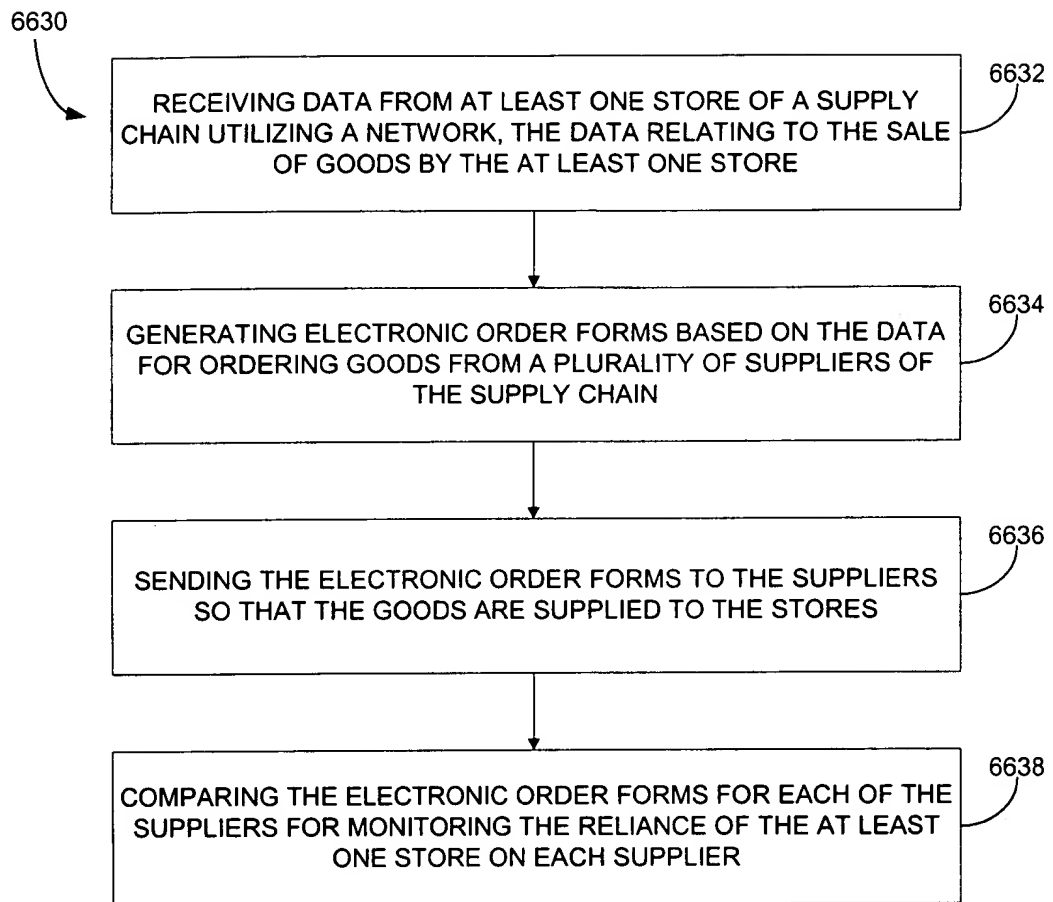 6630
6632
RECEIVING DATA FROM AT LEAST ONE STORE OF A SUPPLY
CHAIN UTILIZING A NETWORK, THE DATA RELATING TO THE SALE
OF GOODS BY THE AT LEAST ONE STORE
6634
GENERATING ELECTRONIC ORDER FORMS BASED ON THE DATA
FOR ORDERING GOODS FROM A PLURALITY OF SUPPLIERS OF
THE SUPPLY CHAIN
6636
SENDING THE ELECTRONIC ORDER FORMS TO THE SUPPLIERS
SO THAT THE GOODS ARE SUPPLIED TO THE STORES
6638
COMPARING THE ELECTRONIC ORDER FORMS FOR EACH OF THE
SUPPLIERS FOR MONITORING THE RELIANCE OF THE AT LEAST
ONE STORE ON EACH SUPPLIER